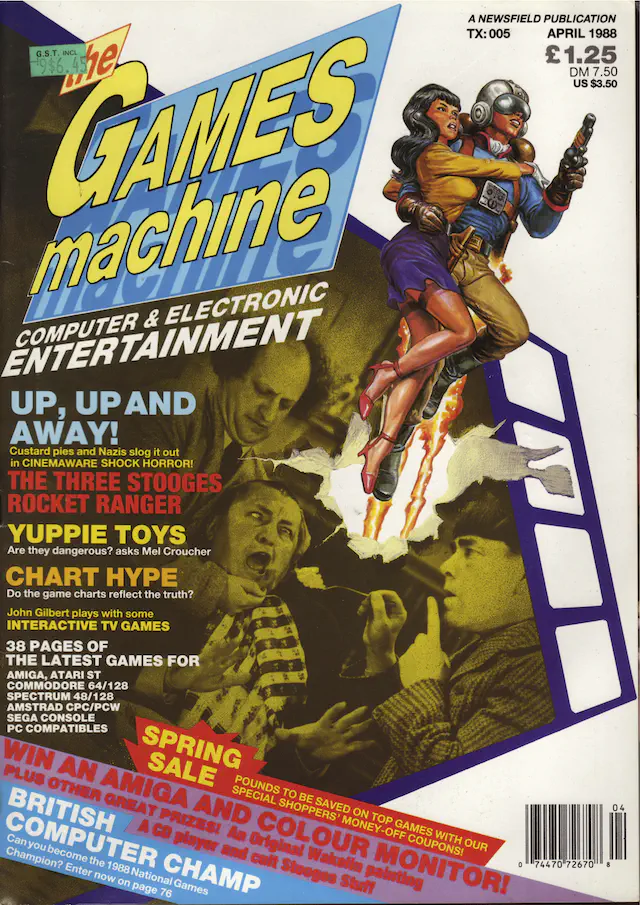 A NEWSFIELD PUBLICATION
TX:005 APRIL 1988
£1.25
DM 7.50
US $3.50
G.S.T. INCL
$6.45
the
GAMES
machine
COMPUTER & ELECTRONIC
ENTERTAINMENT
UP, UP AND
AWAY!
Custard pies and Nazis slog it out
in CINEMAWARE SHOCK HORROR!
THE THREE STOOGES
ROCKET RANGER
YUPPIE TOYS
Are they dangerous? asks Mel Croucher
CHART HYPE
Do the game charts reflect the truth?
John Gilbert plays with some
INTERACTIVE TV GAMES
38 PAGES OF
THE LATEST GAMES FOR
AMIGA, ATARI ST
COMMODORE 64/128
SPECTRUM 48/128
AMSTRAD CPC/PCW
SEGA CONSOLE
PC COMPATIBLES
SPRING
SALE
POUNDS TO BE SAVED ON TOP GAMES WITH OUR
SPECIAL SHOPPERS' MONEY-OFF COUPONS!
WIN AN AMIGA AND COLOUR MONITOR!
PLUS OTHER GREAT PRIZES! An Original Wakelin painting
A CD player and cult Stooges Stuff
BRITISH
COMPUTER CHAMP
Can you become the 1988 National Games
Champion? Enter now on page 76
04
0 74470 72670 8